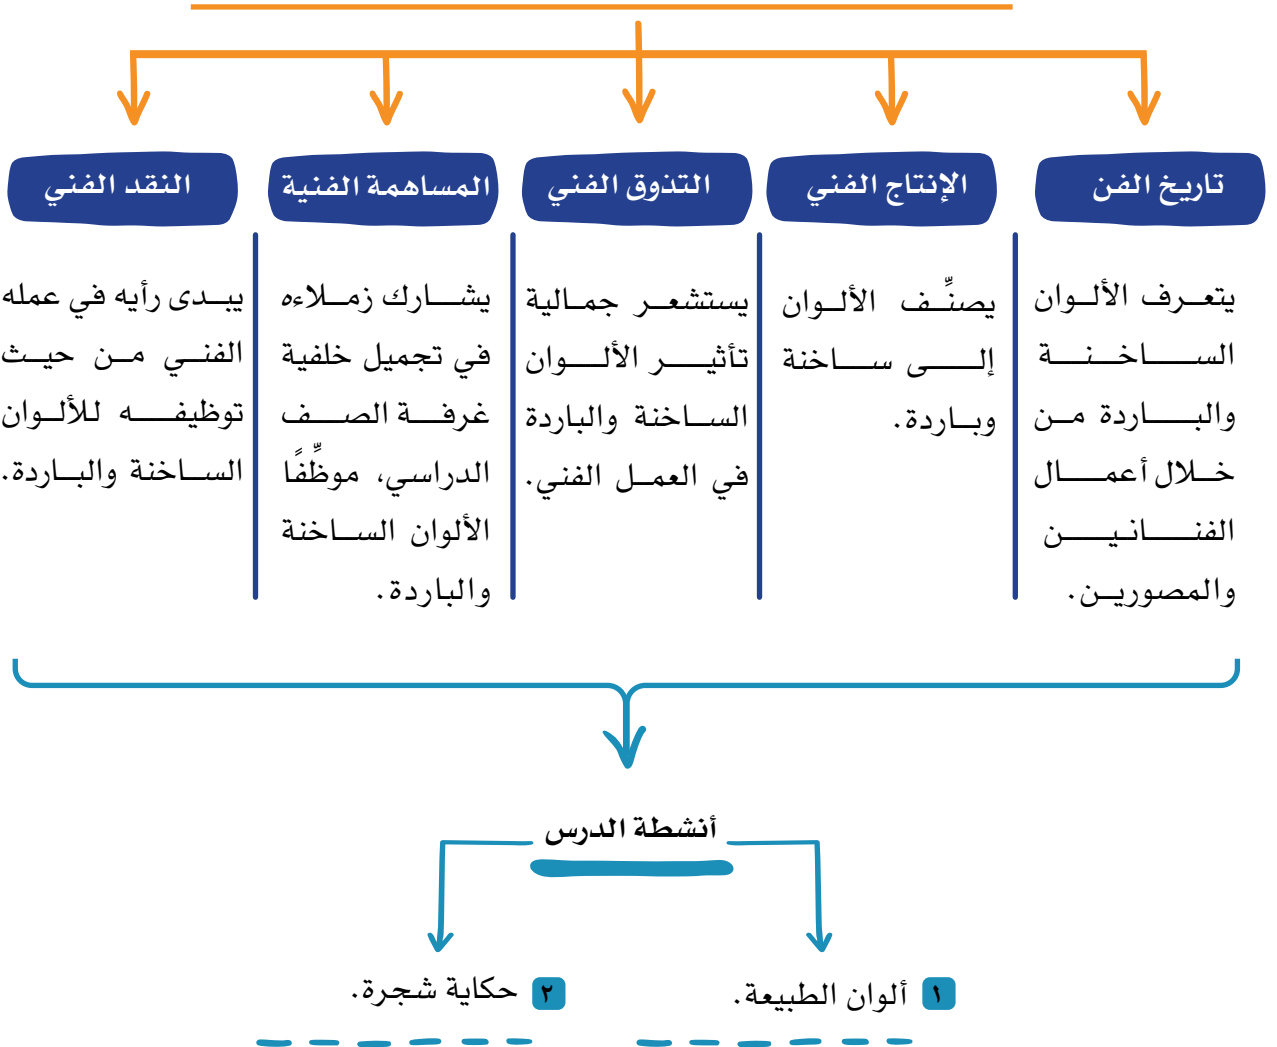 تاريخ الفن
يتعرف الألوان
الساخنة
والباردة من
خلال أعمال
الفنانين
والمصورين.
الإنتاج الفني
يصنِّف الألوان
إلى ساخنة
وباردة.
التذوق الفني
يستشعر جمالية
تأثير الألوان
الساخنة والباردة
في العمل الفني.
المساهمة الفنية
يشارك زملاءه
في تجميل خلفية
غرفة الصف
الدراسي، موظِّفًا
الألوان الساخنة
والباردة.
النقد الفني
يبدى رأيه في عمله
الفني من حيث
توظيفه للألوان
الساخنة والباردة.
أنشطة الدرس
١ ألوان الطبيعة.
٢ حكاية شجرة.